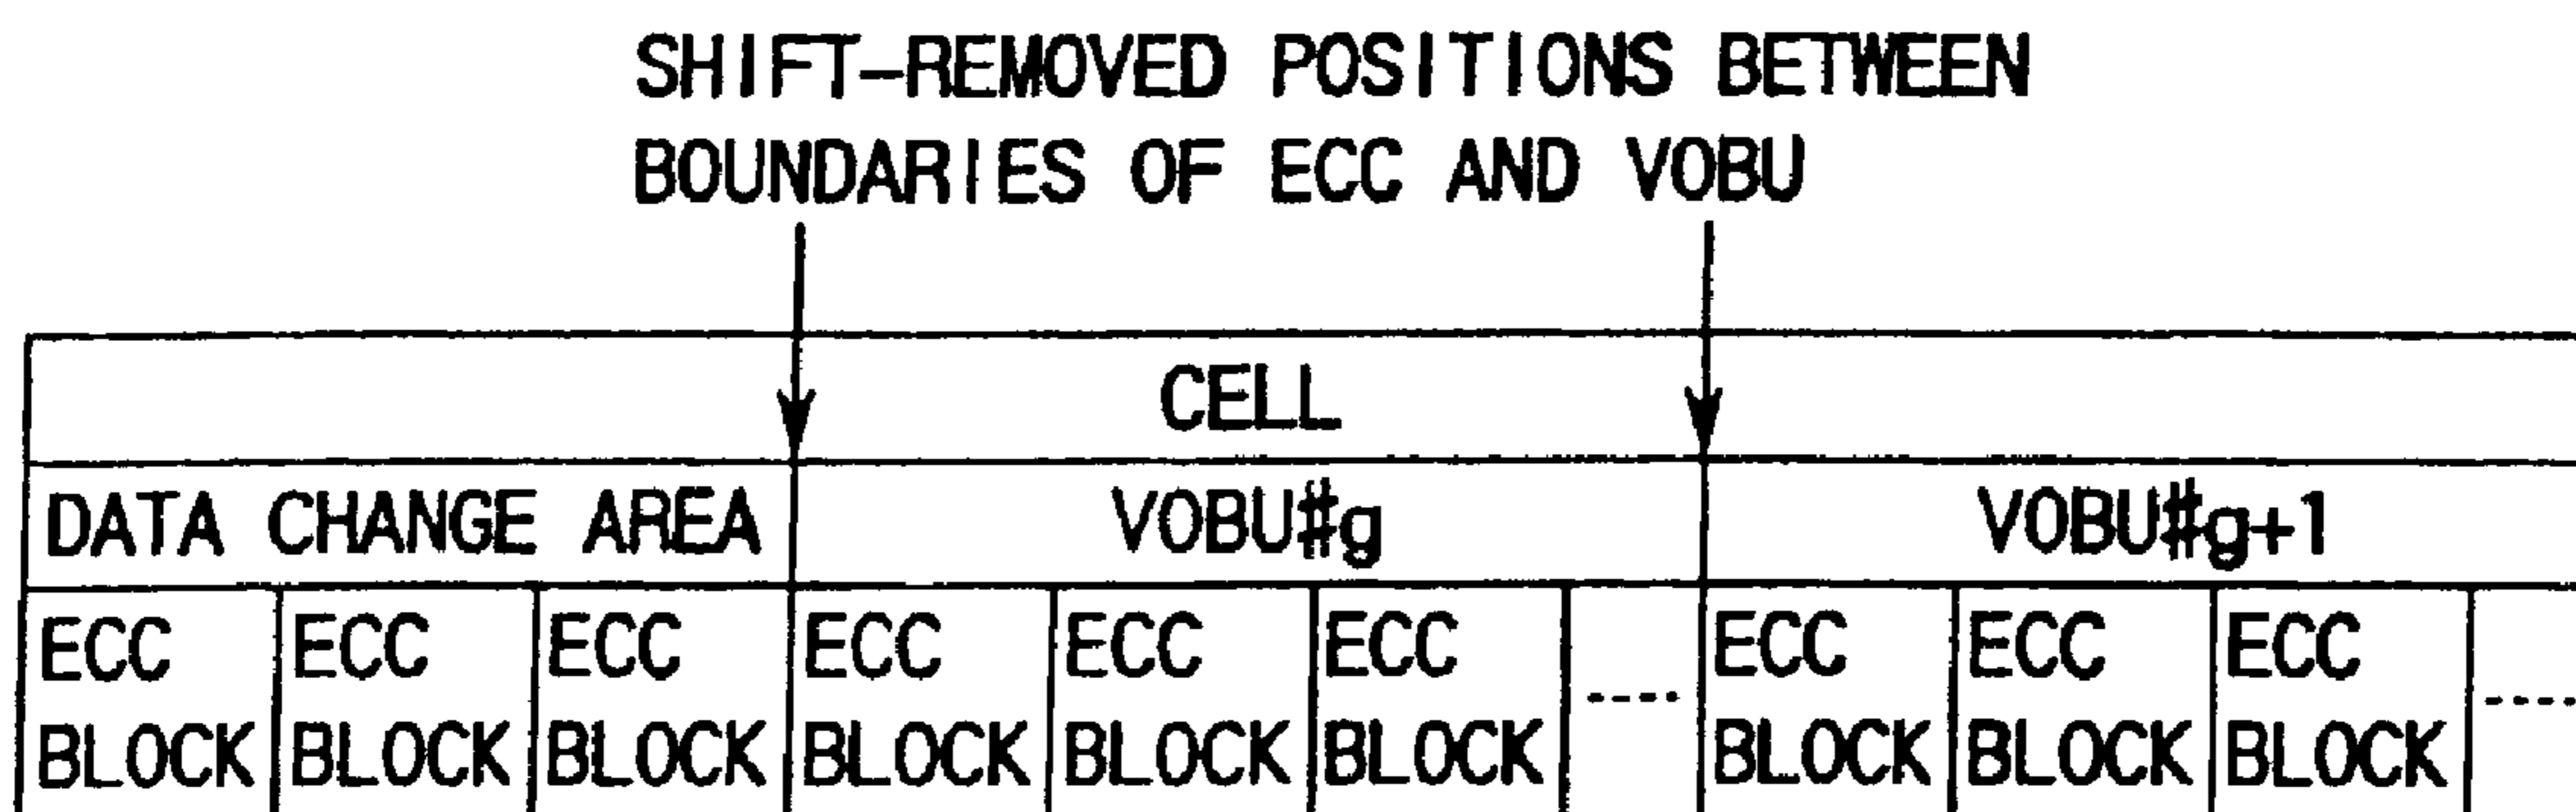 SHIFT-REMOVED POSITIONS BETWEEN
BOUNDARIES OF ECC AND VOBU
CELL
DATA CHANGE AREA VOBU#g VOBU#g+1
ECC ECC ECC ECC ECC ECC ECC ECC ECC
BLOCK BLOCK BLOCK BLOCK BLOCK BLOCK ---- BLOCK BLOCK BLOCK ----